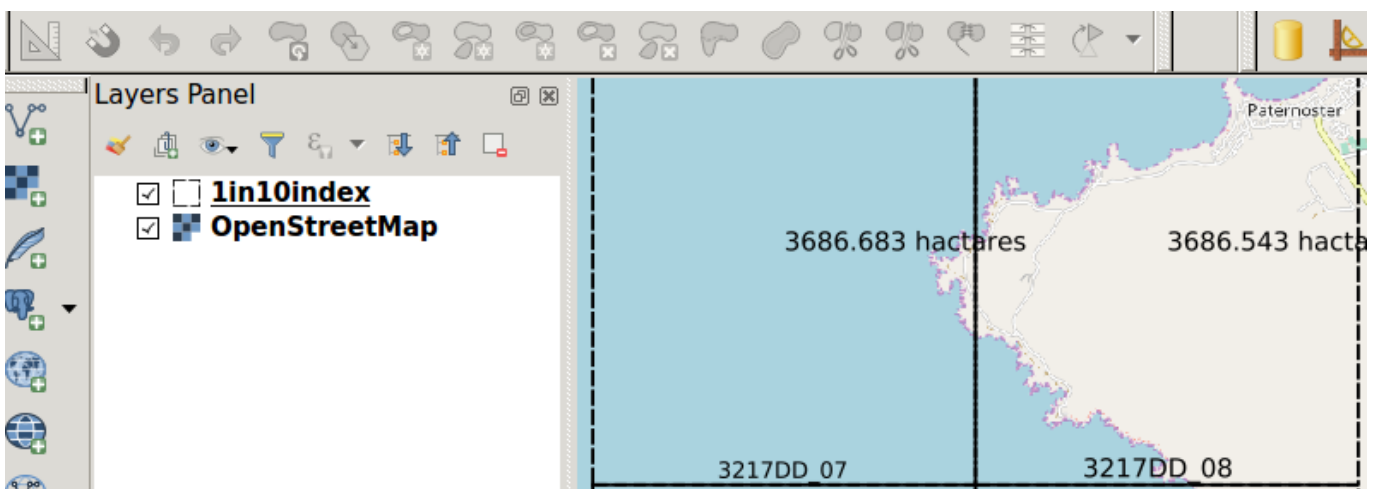 Layers Panel
1in10index
OpenStreetMap
Paternoster
3686.683 hactares
3686.543 hacta
3217DD_07
3217DD_08